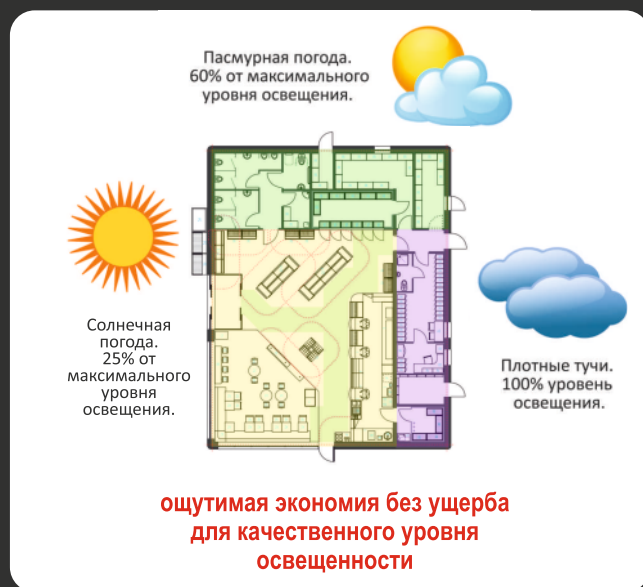 Пасмурная погода.
60% от максимального
уровня освещения.
Солнечная
погода.
25% от
максимального
уровня
освещения.
Плотные тучи.
100% уровень
освещения.
ощутимая экономия без ущерба
для качественного уровня
освещенности